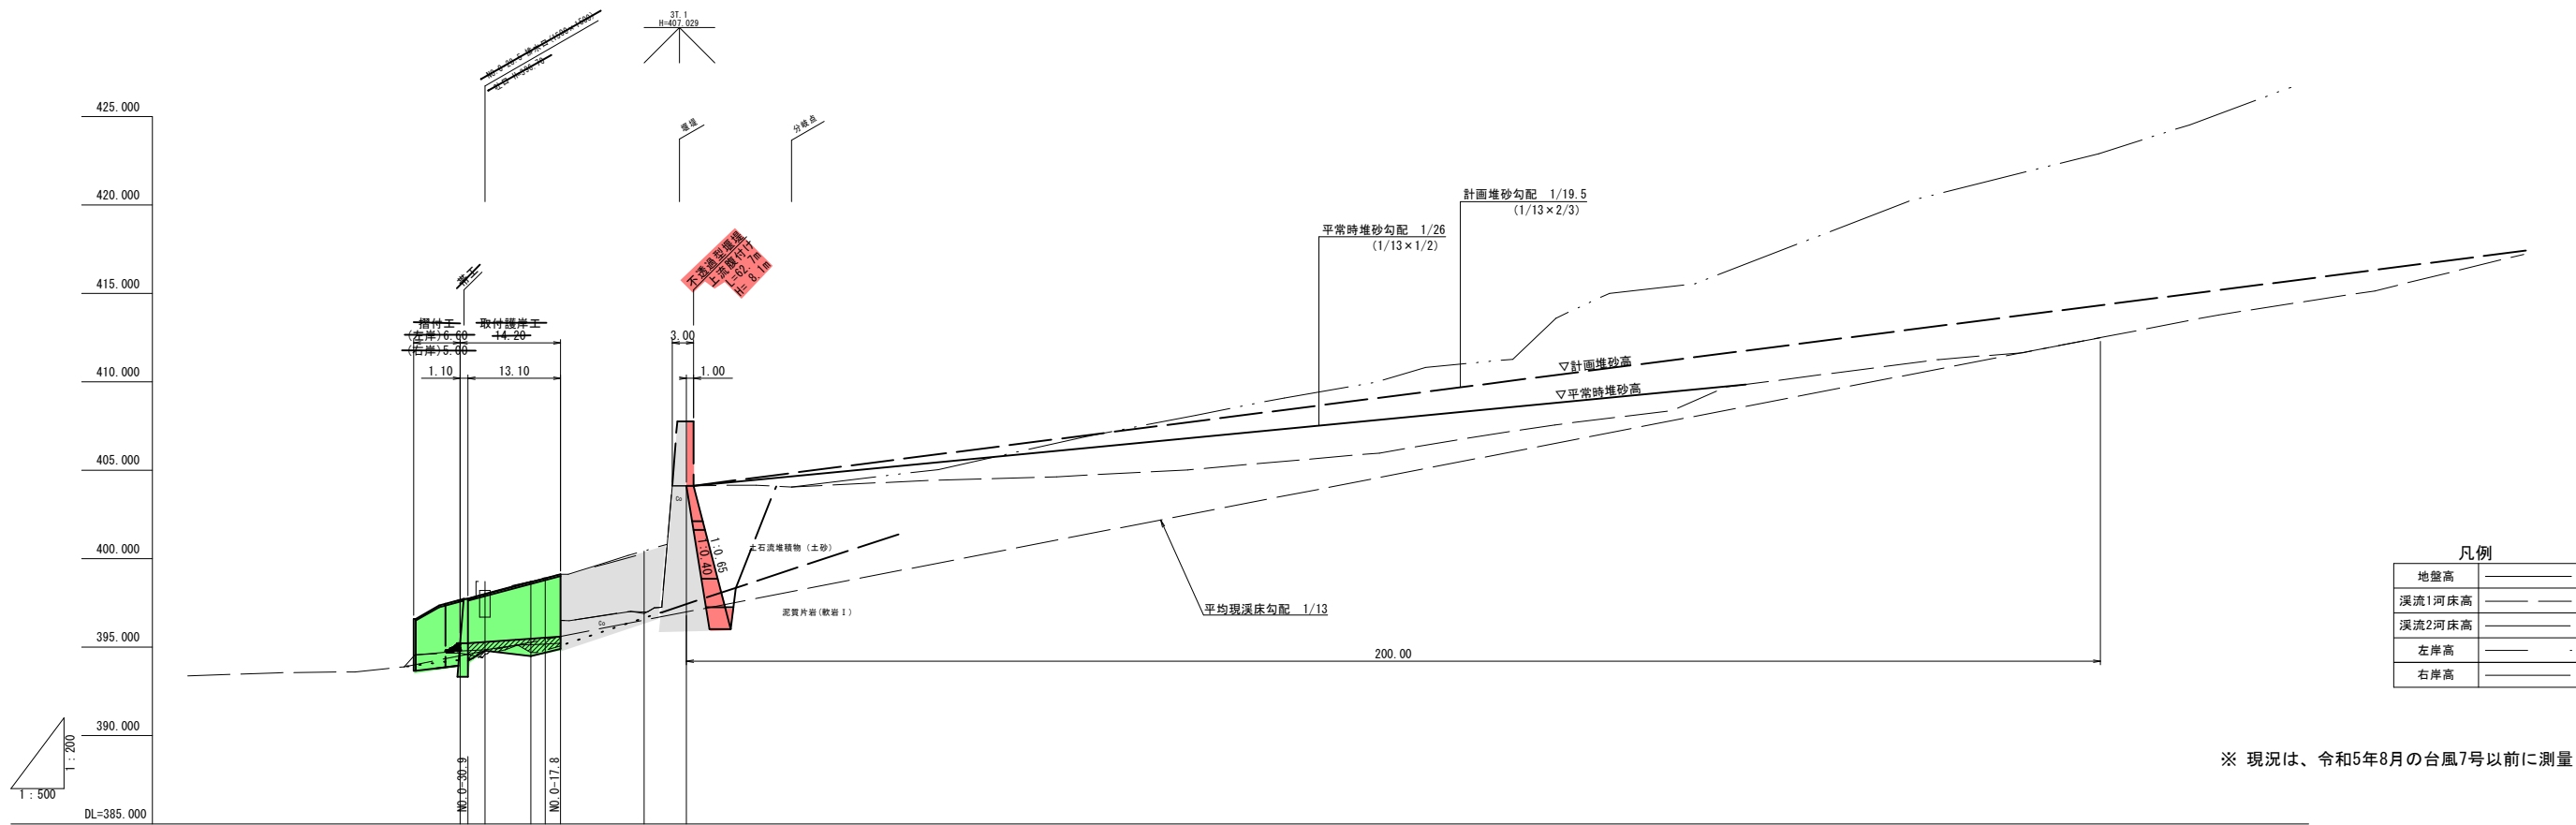 3T.1
H=407.029
堰堤
分岐点
425.000
420.000
415.000
410.000
405.000
400.000
395.000
390.000
DL=385.000
計画堆砂勾配 1/19.5
(1/13×2/3)
平常時堆砂勾配 1/26
(1/13×1/2)
不透過型堰堤
上流腹付け
L=62.7m
H= 8.1m
帯工
摺付工
(左岸)6.60
(右岸)5.00
取付護岸工
14.20
3.00
1.10
13.10
1.00
▽計画堆砂高
▽平常時堆砂高
Co
1:0.40
1:0.65
土石流堆積物 (土砂)
泥質片岩(軟岩Ⅰ)
Co
平均現渓床勾配 1/13
200.00
凡例
地盤高
渓流1河床高
渓流2河床高
左岸高
右岸高
※ 現況は、令和5年8月の台風7号以前に測量
1:200
1:500
NO.0-30.9
NO.0-17.8